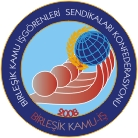 BİRLEŞİK KAMU İŞGÖRENLERİ SENDİKALARI KONFEDERASYONU
2008
BİRLEŞİK KAMU-İŞ